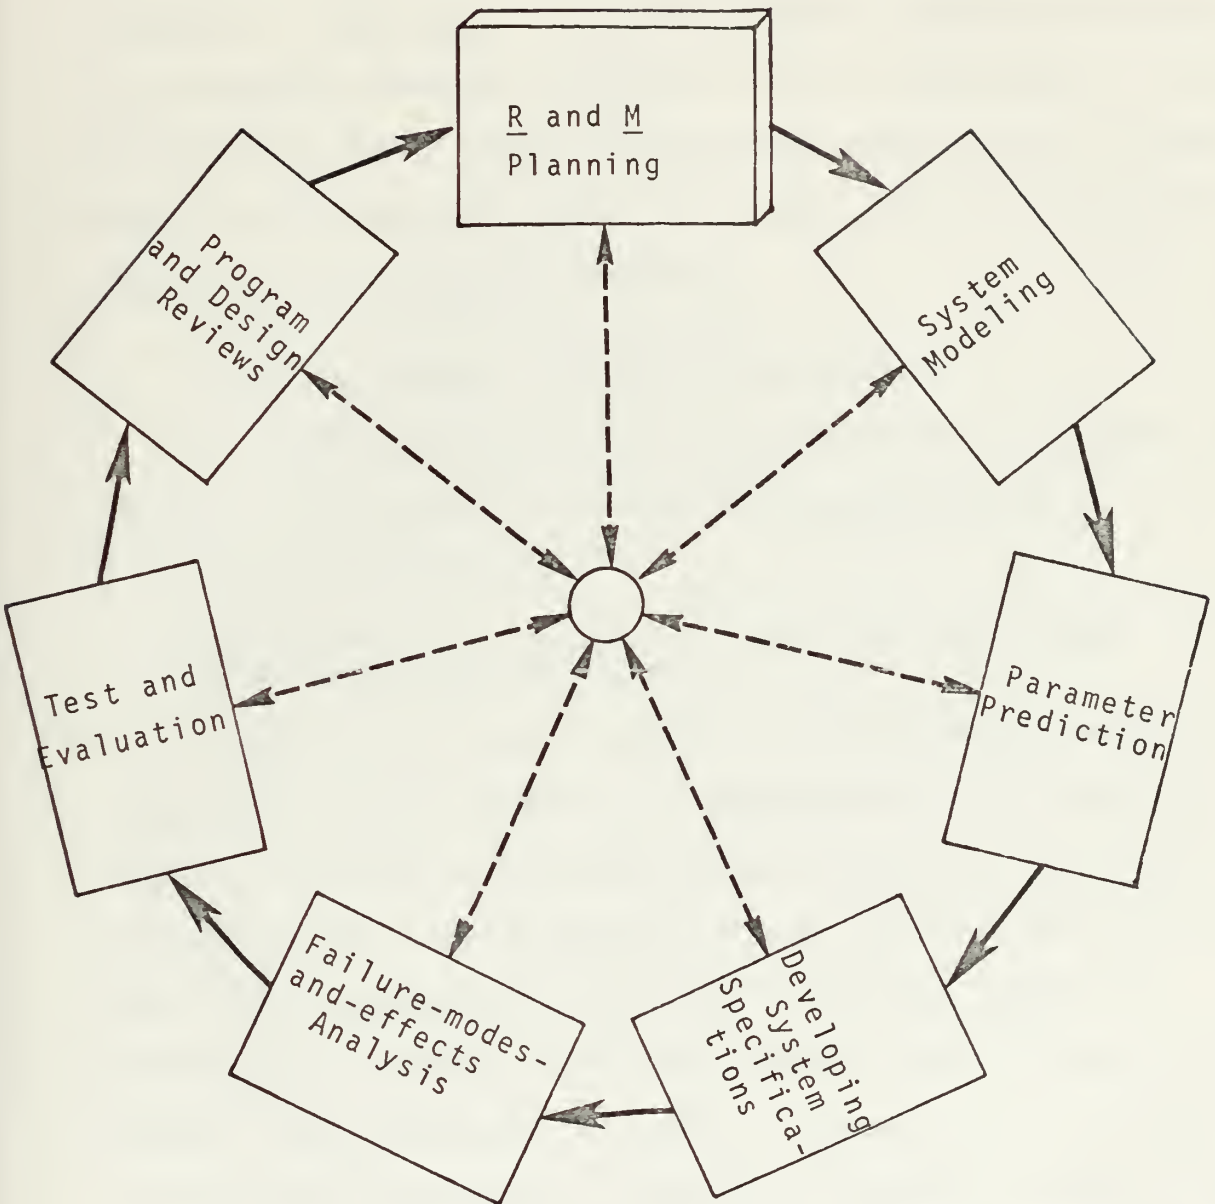 R and M
Planning
System
Modeling
Parameter
Prediction
Developing
System
Specifica-
tions
Failure-modes-
and-effects
Analysis
Test and
Evaluation
Program
and Design
Reviews